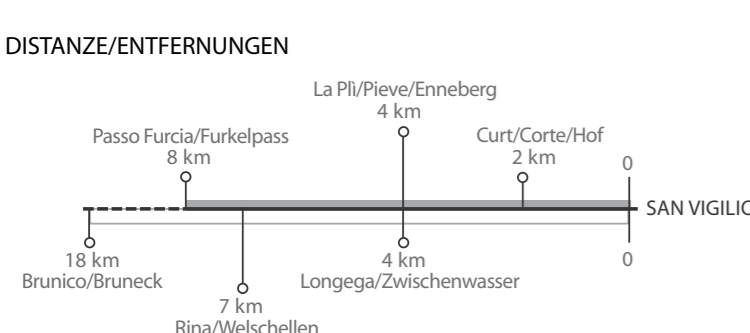 DISTANZE/ENTFERNUNGEN
La Plì/Pieve/Enneberg
4 km
Passo Furcia/Furkelpass
8 km
Curt/Corte/Hof
2 km
0
SAN VIGILIO
18 km
Brunico/Bruneck
4 km
Longega/Zwischenwasser
0
7 km
Rina/Welschellen